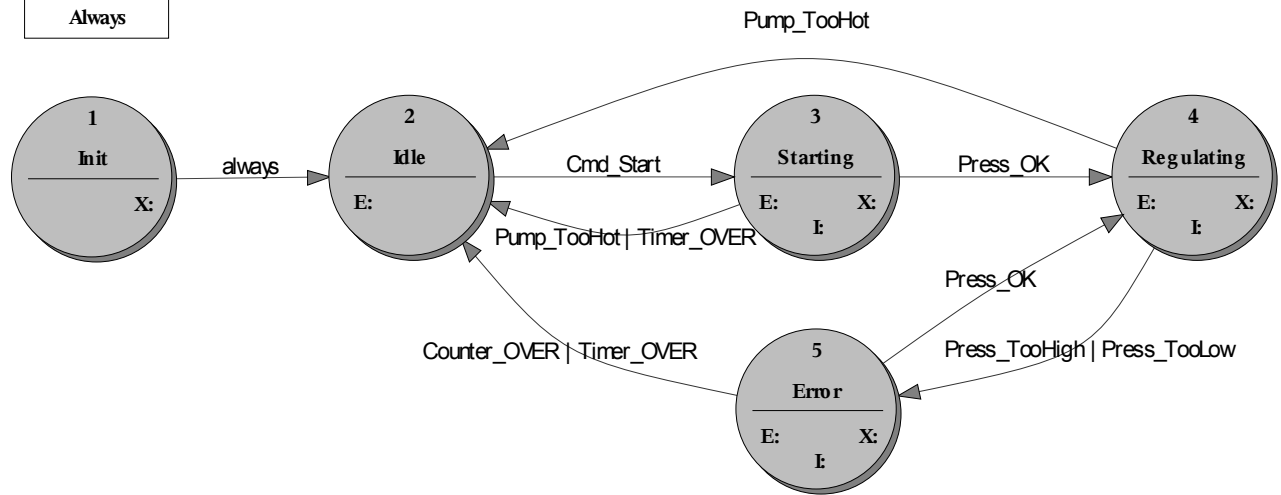 Always
Pump_TooHot
1
Init
X:
always
2
Idle
E:
Cmd_Start
3
Starting
E: X:
I:
Press_OK
4
Regulating
E: X:
I:
Pump_TooHot | Timer_OVER
Press_OK
Counter_OVER | Timer_OVER
Press_TooHigh | Press_TooLow
5
Error
E: X:
I: